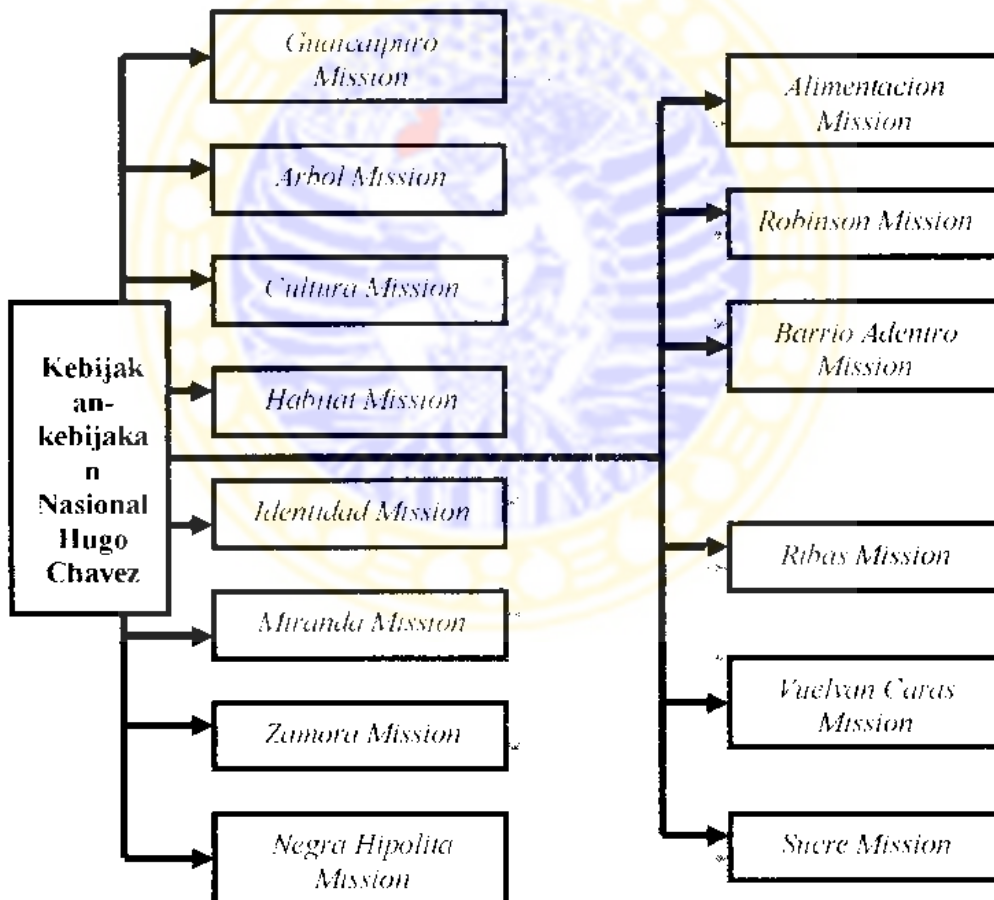 Kebijak
an-
kebijaka
n
Nasional
Hugo
Chavez
Guaicaipuro
Mission
Arbol Mission
Cultura Mission
Habitat Mission
Identidad Mission
Miranda Mission
Zamora Mission
Negra Hipolita
Mission
Alimentacion
Mission
Robinson Mission
Barrio Adentro
Mission
Ribas Mission
Vuelvan Caras
Mission
Sucre Mission